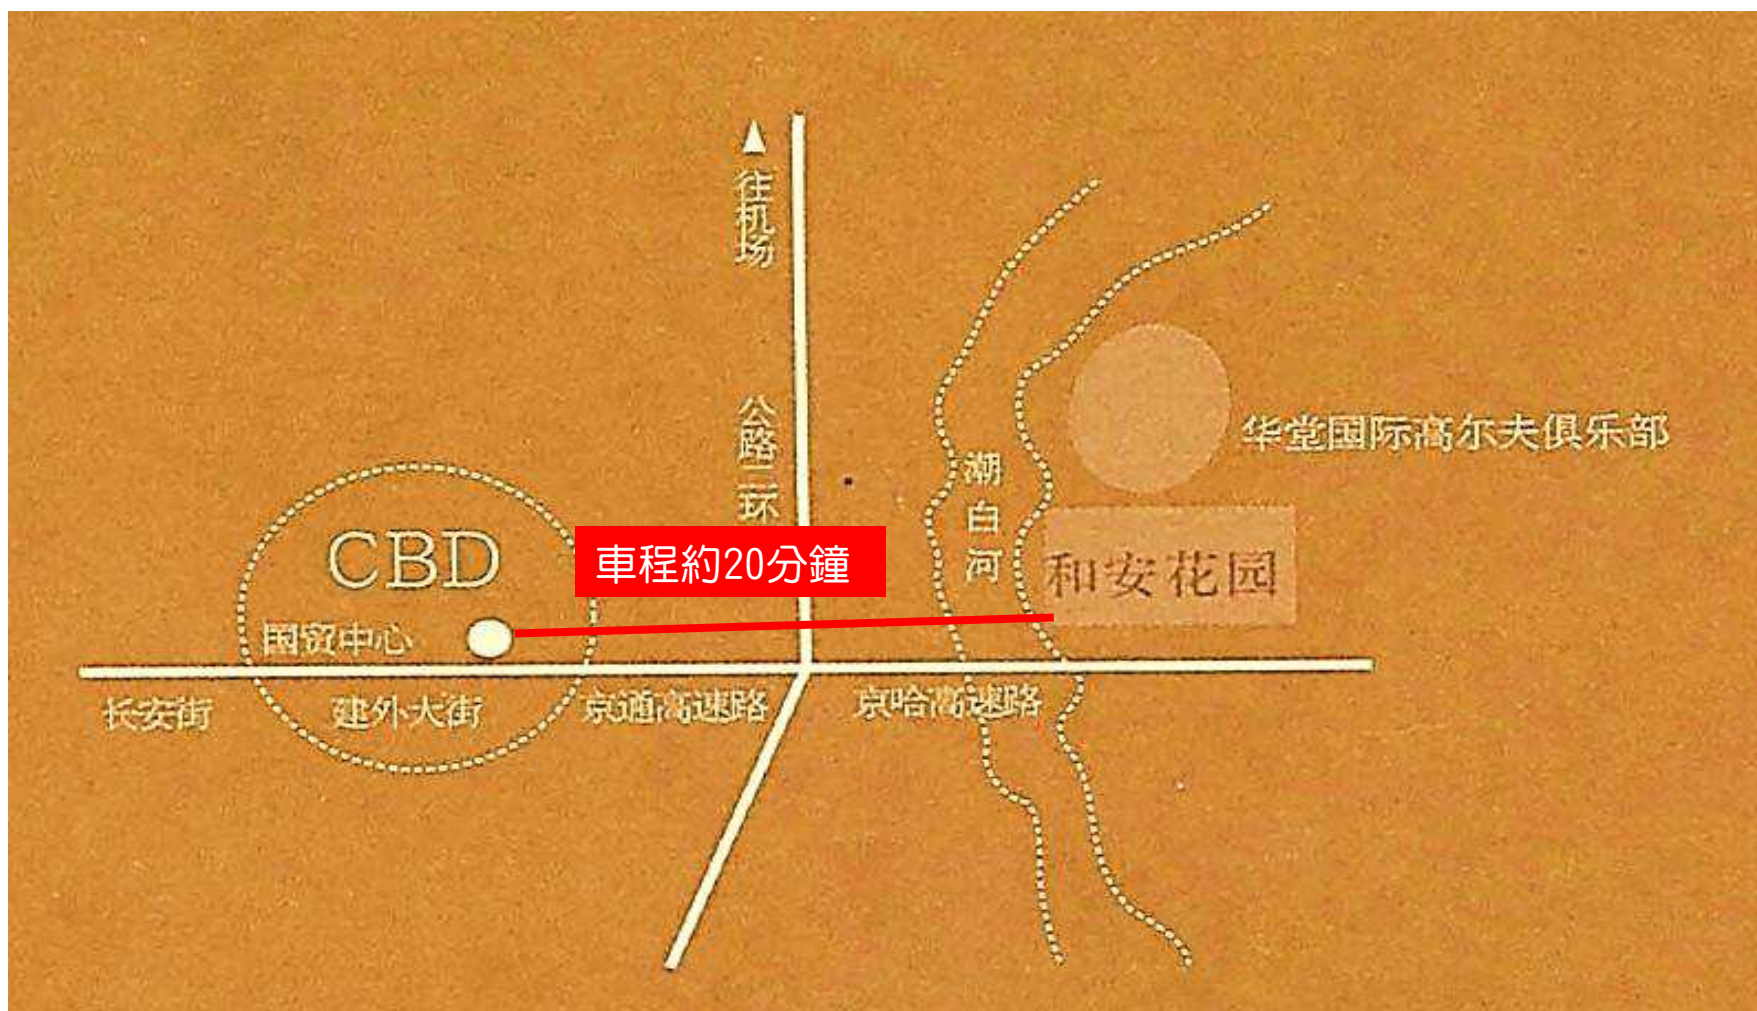 往机场
公路二环
华堂国际高尔夫俱乐部
潮白河
CBD
車程約20分鐘
和安花园
国贸中心
长安街
建外大街
京通高速路
京哈高速路